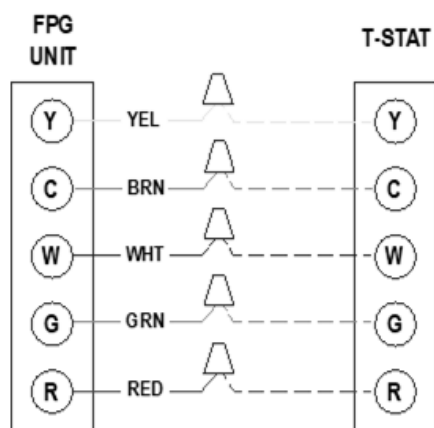 FPG
UNIT
T-STAT
Y YEL Y
C BRN C
W WHT W
G GRN G
R RED R